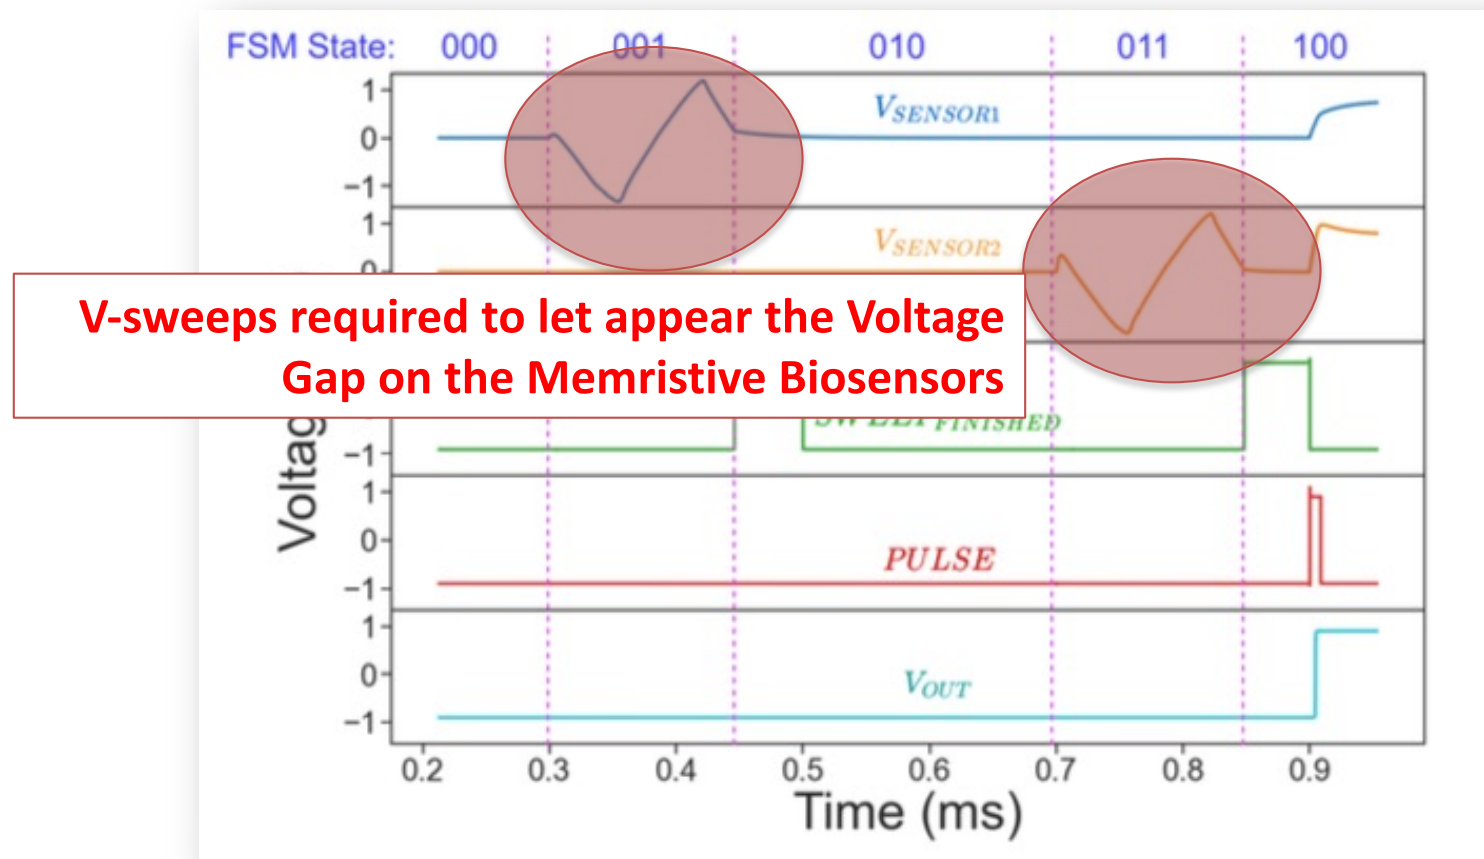 FSM State: 000 001 010 011 100
1
0
−1
VSENSOR1
1
0
VSENSOR2
V-sweeps required to let appear the Voltage
Gap on the Memristive Biosensors
−1
FINISHED
1
0
−1
PULSE
1
0
−1
VOUT
0.2 0.3 0.4 0.5 0.6 0.7 0.8 0.9
Time (ms)